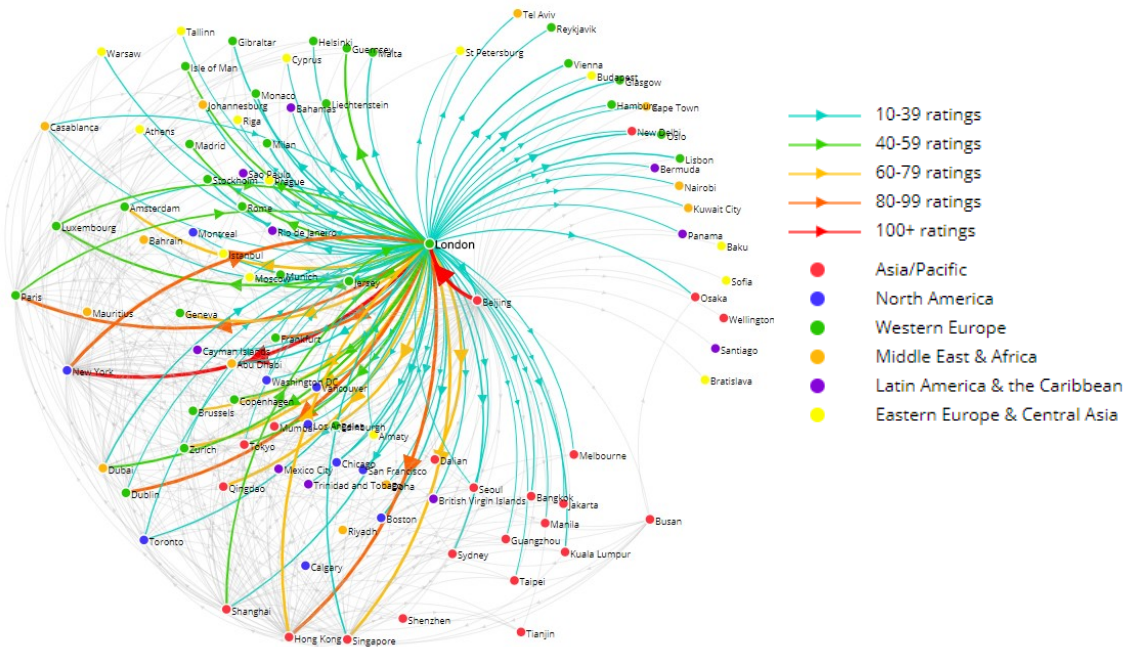 Tel Aviv
Reykjavik
Tallinn
Gibraltar
Helsinki
Guernsey
Malta
Warsaw
Cyprus
St Petersburg
Isle of Man
Vienna
Budapest
Glasgow
Monaco
Liechtenstein
Johannesburg
Bahamas
Hamburg
Cape Town
Riga
Casablanca
Athens
New Delhi
Oslo
Madrid
Milan
Lisbon
Bermuda
Sao Paulo
Stockholm
Prague
Nairobi
Amsterdam
Rome
Kuwait City
Luxembourg
Montreal
Rio de Janeiro
Panama
Bahrain
London
Baku
Istanbul
Moscow
Munich
Jersey
Sofia
Paris
Beijing
Osaka
Mauritius
Geneva
Wellington
Frankfurt
Cayman Islands
Santiago
Abu Dhabi
New York
Washington DC
Vancouver
Bratislava
Copenhagen
Brussels
Mumbai
Los Angeles
Edinburgh
Almaty
Zurich
Tokyo
Melbourne
Dubai
Mexico City
Chicago
San Francisco
Dalian
Dublin
Qingdao
Trinidad and Tobago
Doha
Seoul
British Virgin Islands
Bangkok
Jakarta
Boston
Manila
Busan
Riyadh
Toronto
Guangzhou
Sydney
Kuala Lumpur
Calgary
Taipei
Shanghai
Shenzhen
Hong Kong
Singapore
Tianjin
10-39 ratings
40-59 ratings
60-79 ratings
80-99 ratings
100+ ratings
Asia/Pacific
North America
Western Europe
Middle East & Africa
Latin America & the Caribbean
Eastern Europe & Central Asia